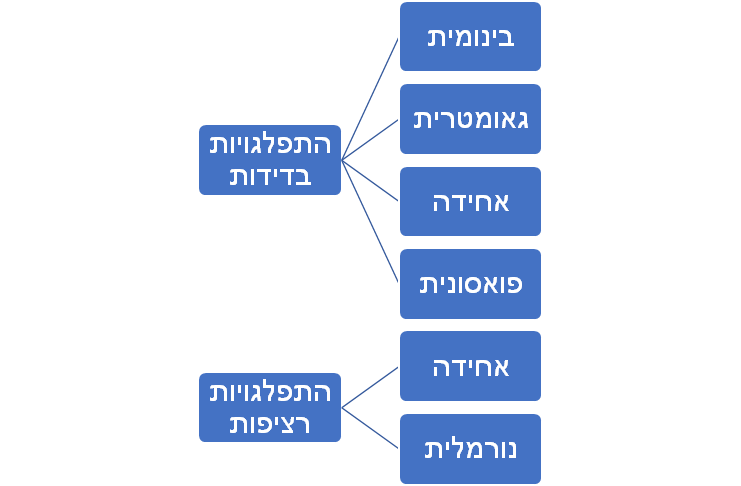 התפלגויות
בדידות
בינומית
גאומטרית
אחידה
פואסונית
התפלגויות
רציפות
אחידה
נורמלית